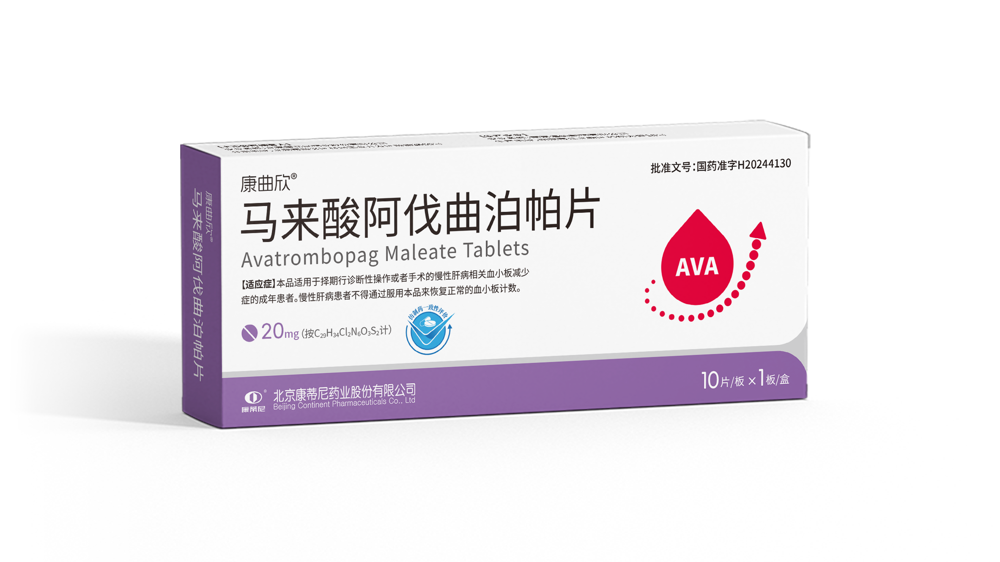 批准文号：国药准字H20244130
康曲欣®
马来酸阿伐曲泊帕片
Avatrombopag Maleate Tablets
【适应症】本品适用于择期行诊断性操作或者手术的慢性肝病相关血小板减少
症的成年患者。慢性肝病患者不得通过服用本品来恢复正常的血小板计数。
20mg（按C₂₉H₃₄Cl₂N₆O₃S₂计）
仿制药一致性评价
AVA
康蒂尼®
北京康蒂尼药业股份有限公司
Beijing Continent Pharmaceuticals Co., Ltd
10片/板 ×1板/盒
康曲欣®
马来酸阿伐曲泊帕片